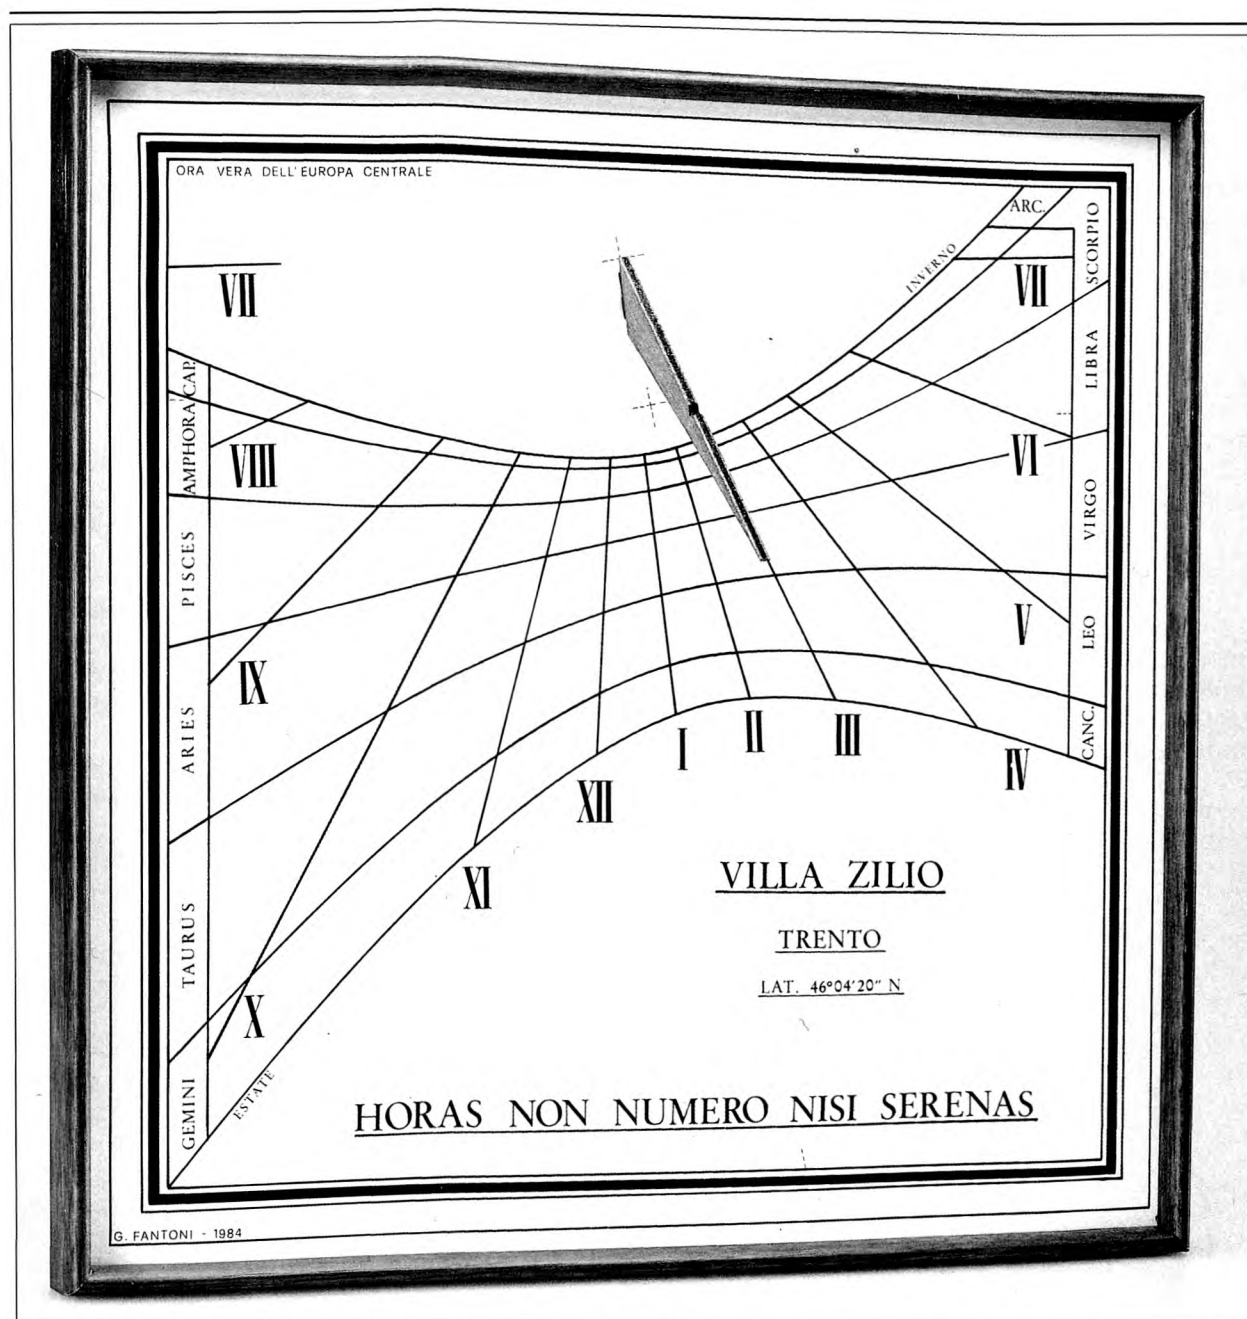 ORA VERA DELL'EUROPA CENTRALE
ARC.
SCORPIO
INVERNO
VII
VII
LIBRA
CAP.
AMPHORA
VIII
VI
VIRGO
PISCES
V
LEO
IX
ARIES
CANC.
I
II
III
IV
XII
XI
VILLA ZILIO
TRENTO
LAT. 46°04'20" N
TAURUS
X
GEMINI
ESTATE
HORAS NON NUMERO NISI SERENAS
G. FANTONI - 1984